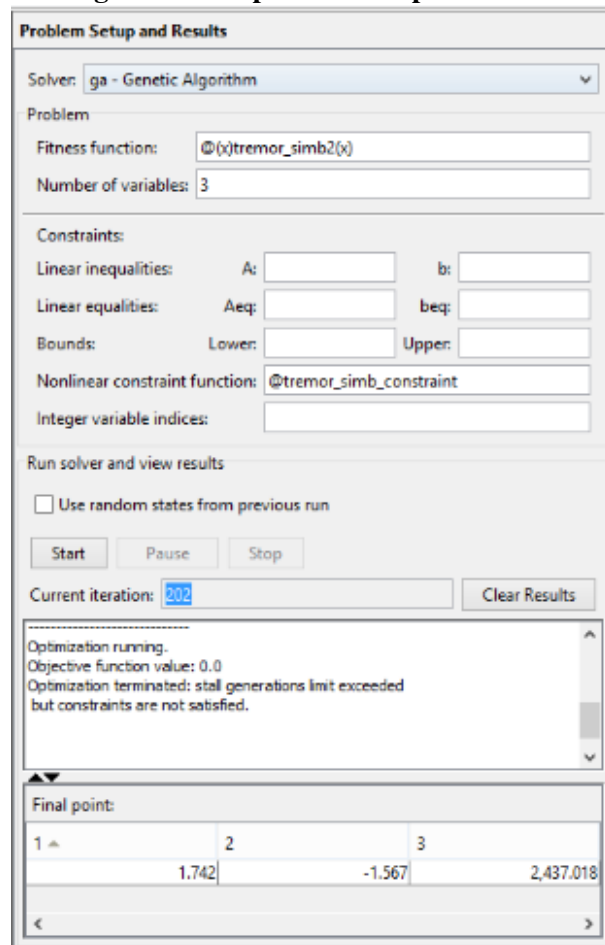 Problem Setup and Results
Solver: ga - Genetic Algorithm
Problem
Fitness function: @(x)tremor_simb2(x)
Number of variables: 3
Constraints:
Linear inequalities: A: b:
Linear equalities: Aeq: beq:
Bounds: Lower: Upper:
Nonlinear constraint function: @tremor_simb_constraint
Integer variable indices:
Run solver and view results
Use random states from previous run
Start Pause Stop
Current iteration: 202 Clear Results
Optimization running.
Objective function value: 0.0
Optimization terminated: stall generations limit exceeded
but constraints are not satisfied.
Final point:
1 2 3
1.742 -1.567 2,437.018